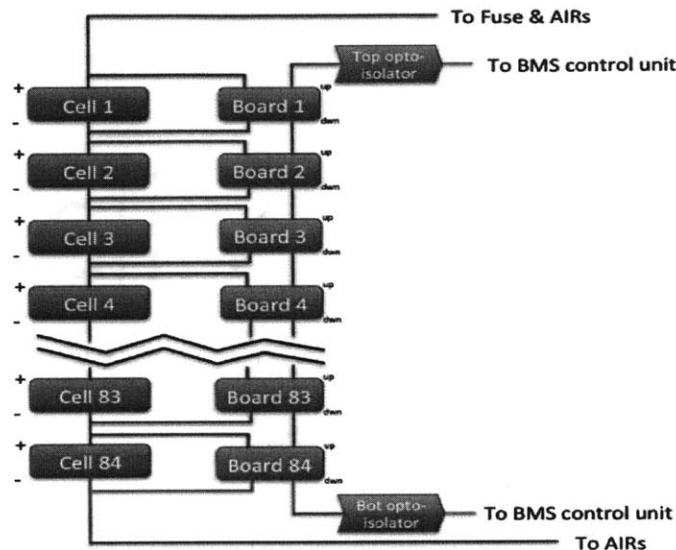 To Fuse & AIRs
Top opto-
isolator
To BMS control unit
+
up
Cell 1
Board 1
-
dwn
+
up
Cell 2
Board 2
-
dwn
+
up
Cell 3
Board 3
-
dwn
+
up
Cell 4
Board 4
-
dwn
+
up
Cell 83
Board 83
-
dwn
+
up
Cell 84
Board 84
-
dwn
Bot opto-
isolator
To BMS control unit
To AIRs